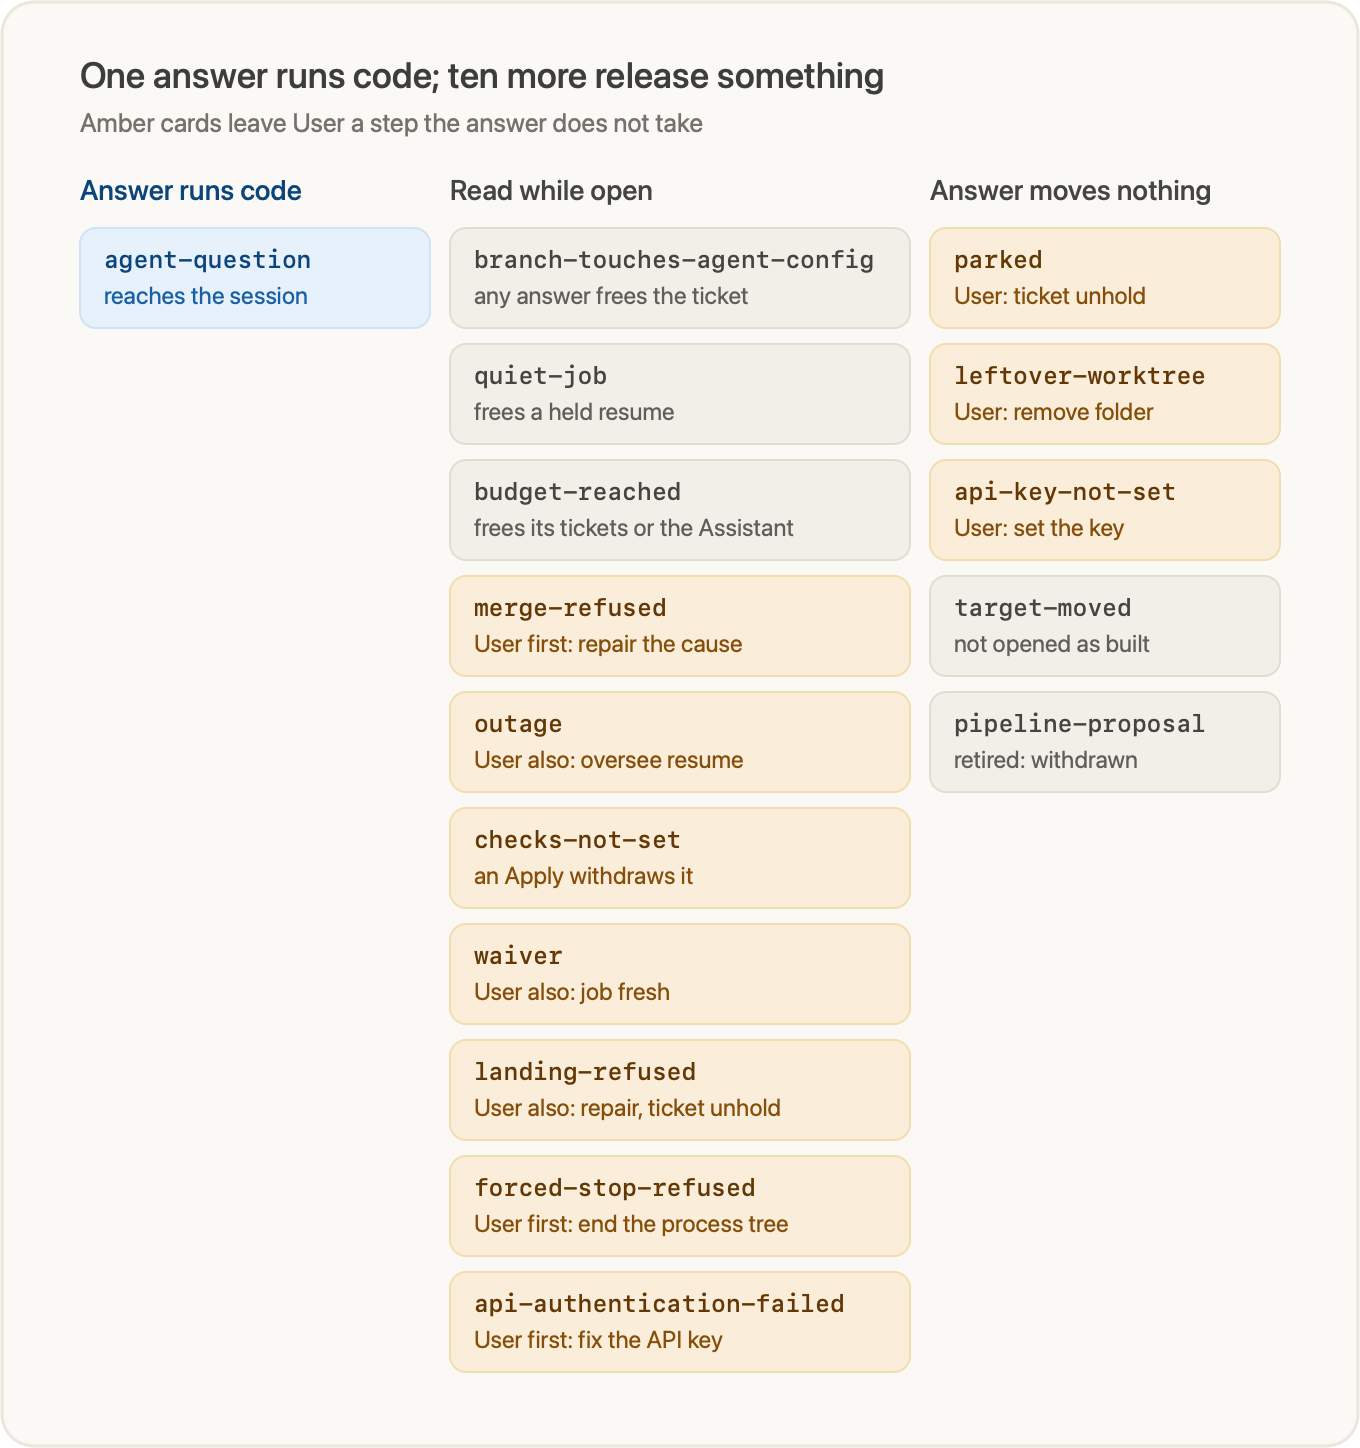 One answer runs code; ten more release something
Amber cards leave User a step the answer does not take
Answer runs code
agent-question
reaches the session
Read while open
branch-touches-agent-config
any answer frees the ticket
quiet-job
frees a held resume
budget-reached
frees its tickets or the Assistant
merge-refused
User first: repair the cause
outage
User also: oversee resume
checks-not-set
an Apply withdraws it
waiver
User also: job fresh
landing-refused
User also: repair, ticket unhold
forced-stop-refused
User first: end the process tree
api-authentication-failed
User first: fix the API key
Answer moves nothing
parked
User: ticket unhold
leftover-worktree
User: remove folder
api-key-not-set
User: set the key
target-moved
not opened as built
pipeline-proposal
retired: withdrawn